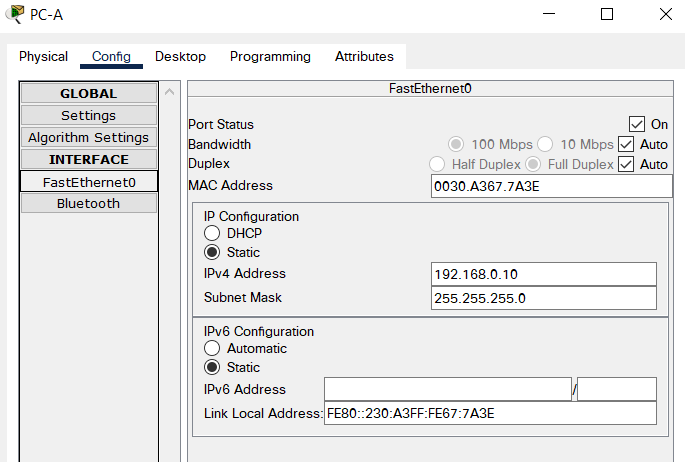 PC-A
Physical Config Desktop Programming Attributes
GLOBAL
Settings
Algorithm Settings
INTERFACE
FastEthernet0
Bluetooth
FastEthernet0
Port Status On
Bandwidth 100 Mbps 10 Mbps Auto
Duplex Half Duplex Full Duplex Auto
MAC Address 0030.A367.7A3E
IP Configuration
DHCP
Static
IPv4 Address 192.168.0.10
Subnet Mask 255.255.255.0
IPv6 Configuration
Automatic
Static
IPv6 Address /
Link Local Address: FE80::230:A3FF:FE67:7A3E